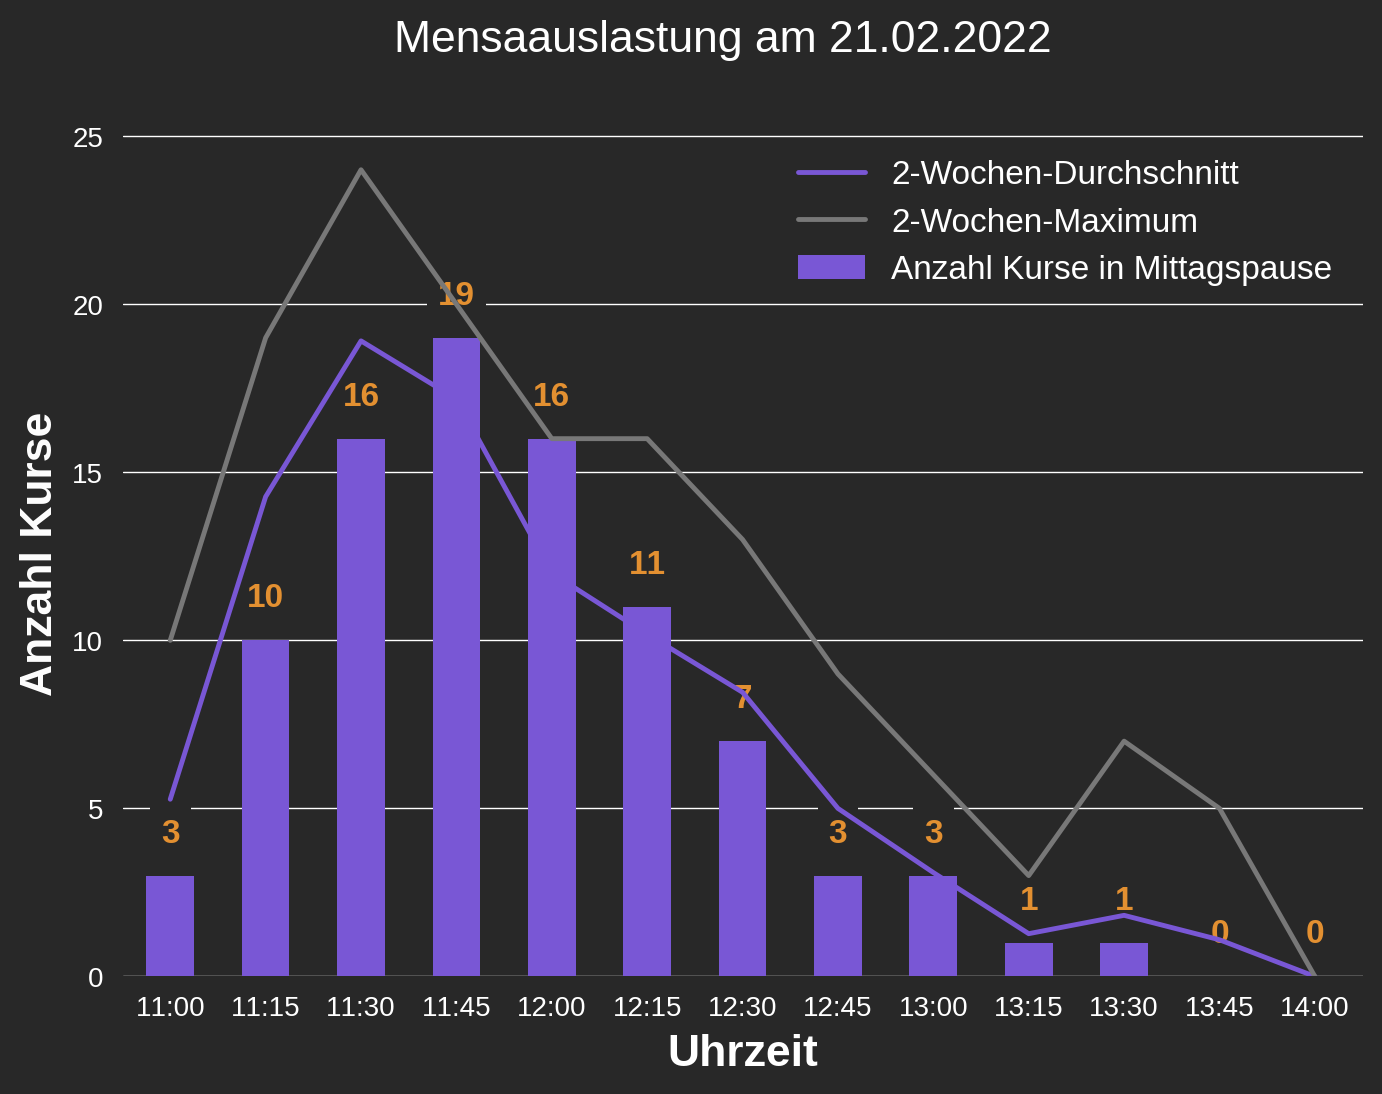 Mensaauslastung am 21.02.2022
25
2-Wochen-Durchschnitt
2-Wochen-Maximum
Anzahl Kurse in Mittagspause
20
15
10
5
0
Anzahl Kurse
3
10
16
19
16
11
7
3
3
1
1
0
0
11:00 11:15 11:30 11:45 12:00 12:15 12:30 12:45 13:00 13:15 13:30 13:45 14:00
Uhrzeit